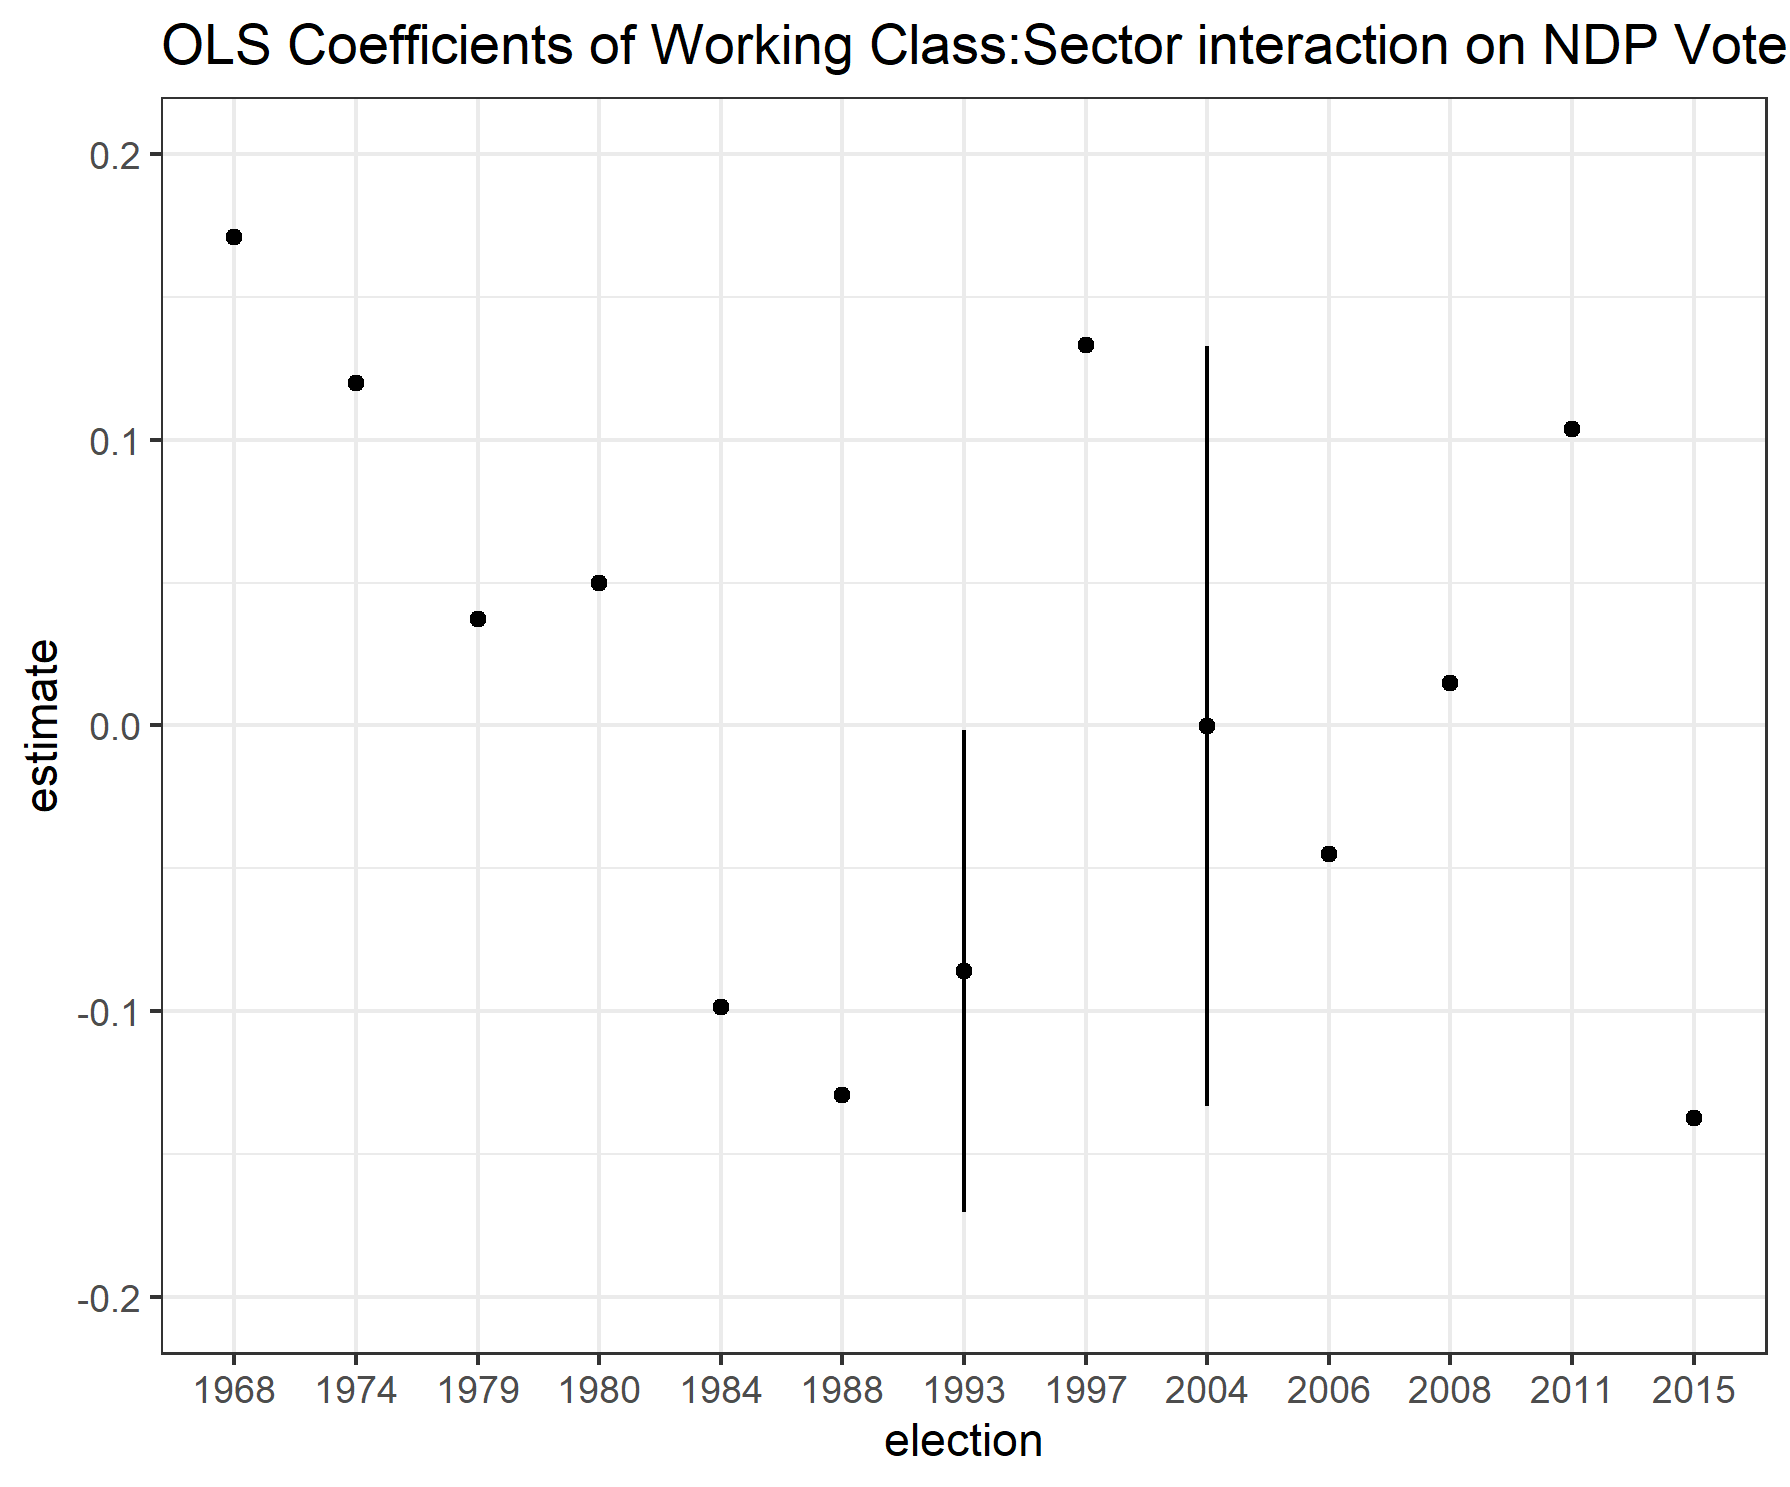 OLS Coefficients of Working Class:Sector interaction on NDP Vote
0.2
0.1
0.0
-0.1
-0.2
estimate
1968 1974 1979 1980 1984 1988 1993 1997 2004 2006 2008 2011 2015
election